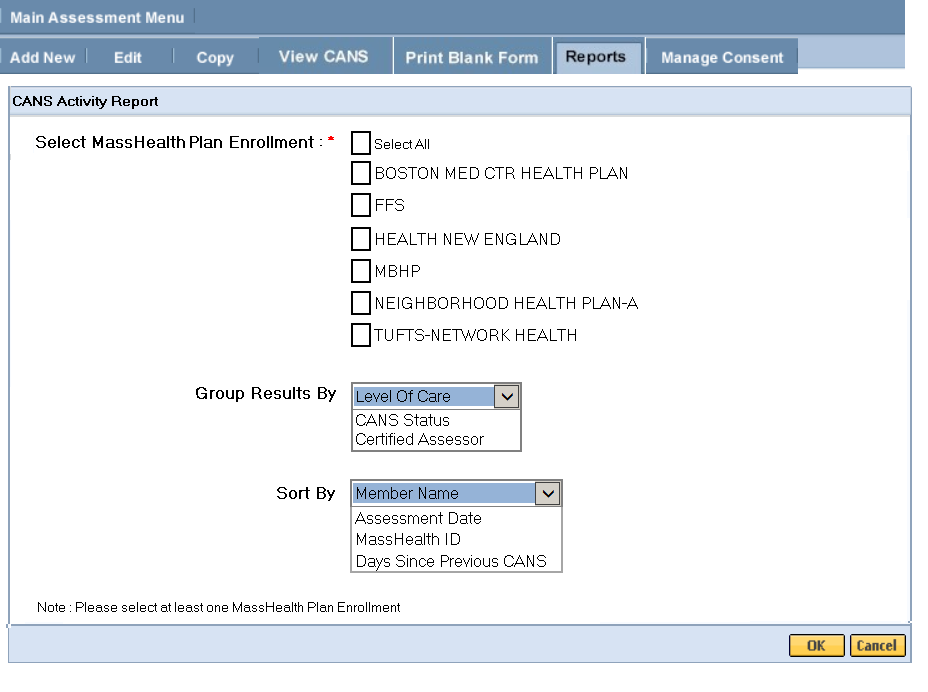 Main Assessment Menu
Add New Edit Copy View CANS Print Blank Form Reports Manage Consent
CANS Activity Report
Select MassHealth Plan Enrollment : * Select All
BOSTON MED CTR HEALTH PLAN
FFS
HEALTH NEW ENGLAND
MBHP
NEIGHBORHOOD HEALTH PLAN-A
TUFTS-NETWORK HEALTH
Group Results By Level Of Care
CANS Status
Certified Assessor
Sort By Member Name
Assessment Date
MassHealth ID
Days Since Previous CANS
Note : Please select at least one MassHealth Plan Enrollment
OK Cancel